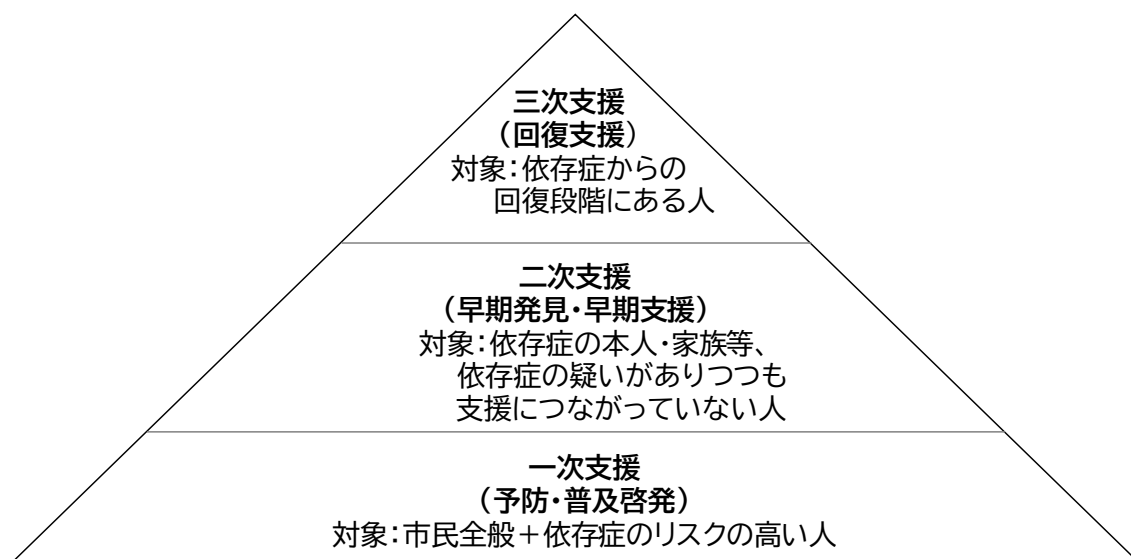 三次支援
（回復支援）
対象：依存症からの
回復段階にある人
二次支援
（早期発見・早期支援）
対象：依存症の本人・家族等、
依存症の疑いがありつつも
支援につながっていない人
一次支援
（予防・普及啓発）
対象：市民全般＋依存症のリスクの高い人